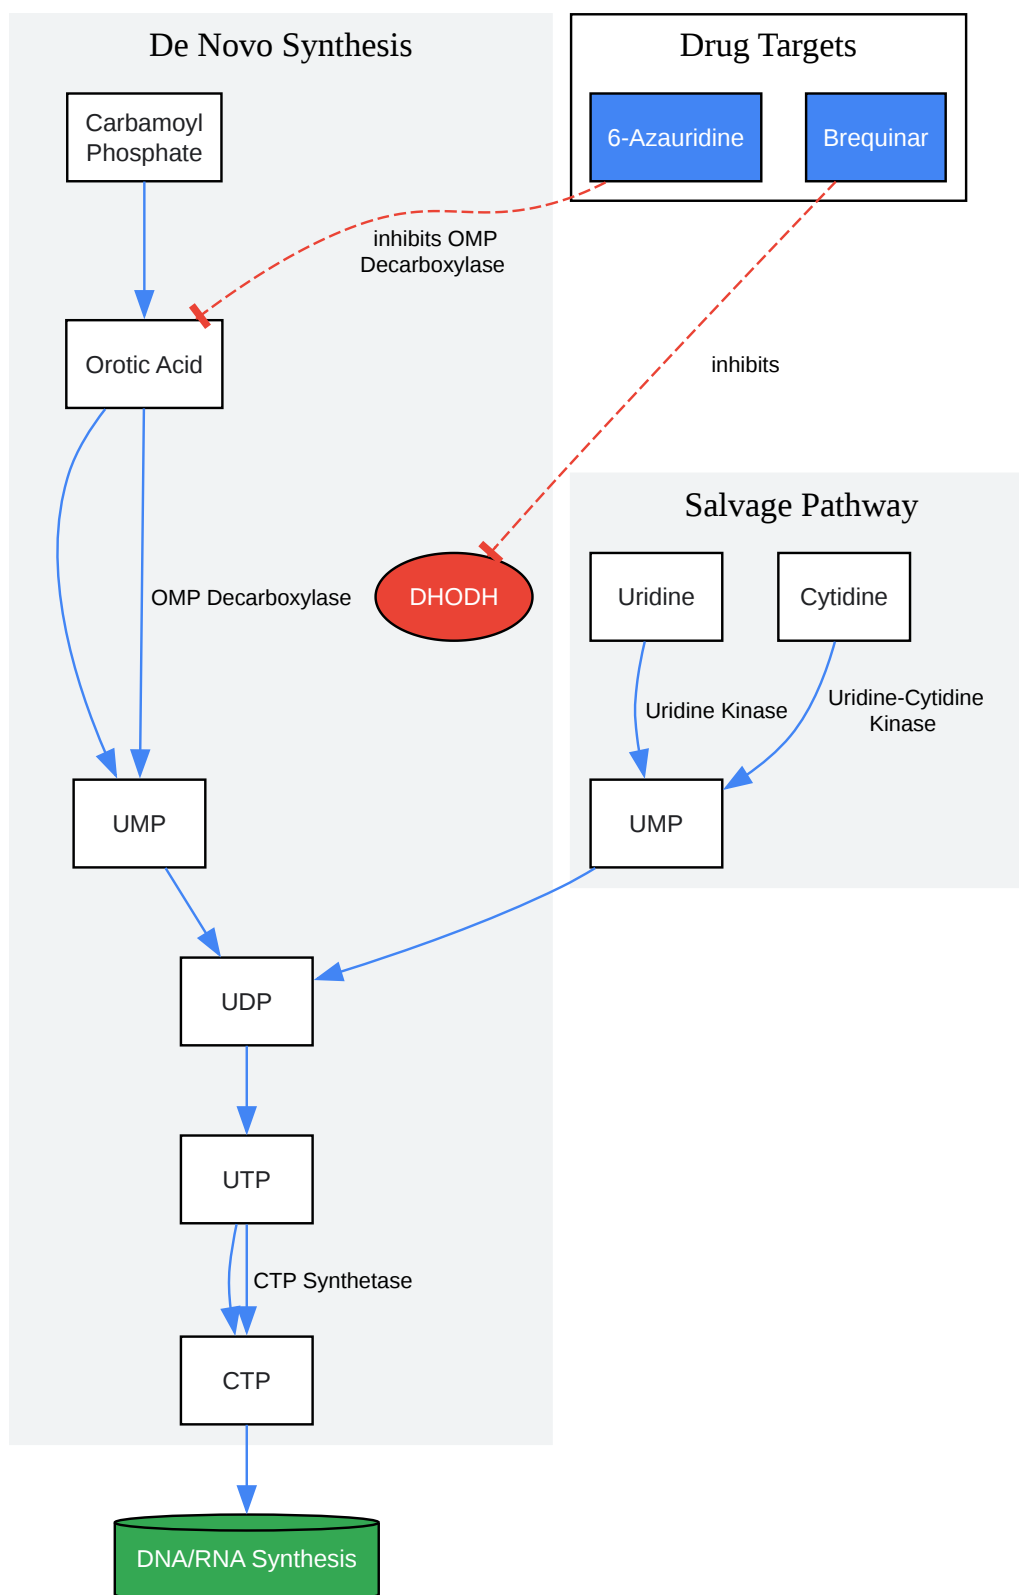 De Novo Synthesis
Drug Targets
Carbamoyl
Phosphate
6-Azauridine
Brequinar
inhibits OMP
Decarboxylase
Orotic Acid
inhibits
Salvage Pathway
OMP Decarboxylase
DHODH
Uridine
Cytidine
Uridine Kinase
Uridine-Cytidine
Kinase
UMP
UMP
UDP
UTP
CTP Synthetase
CTP
DNA/RNA Synthesis